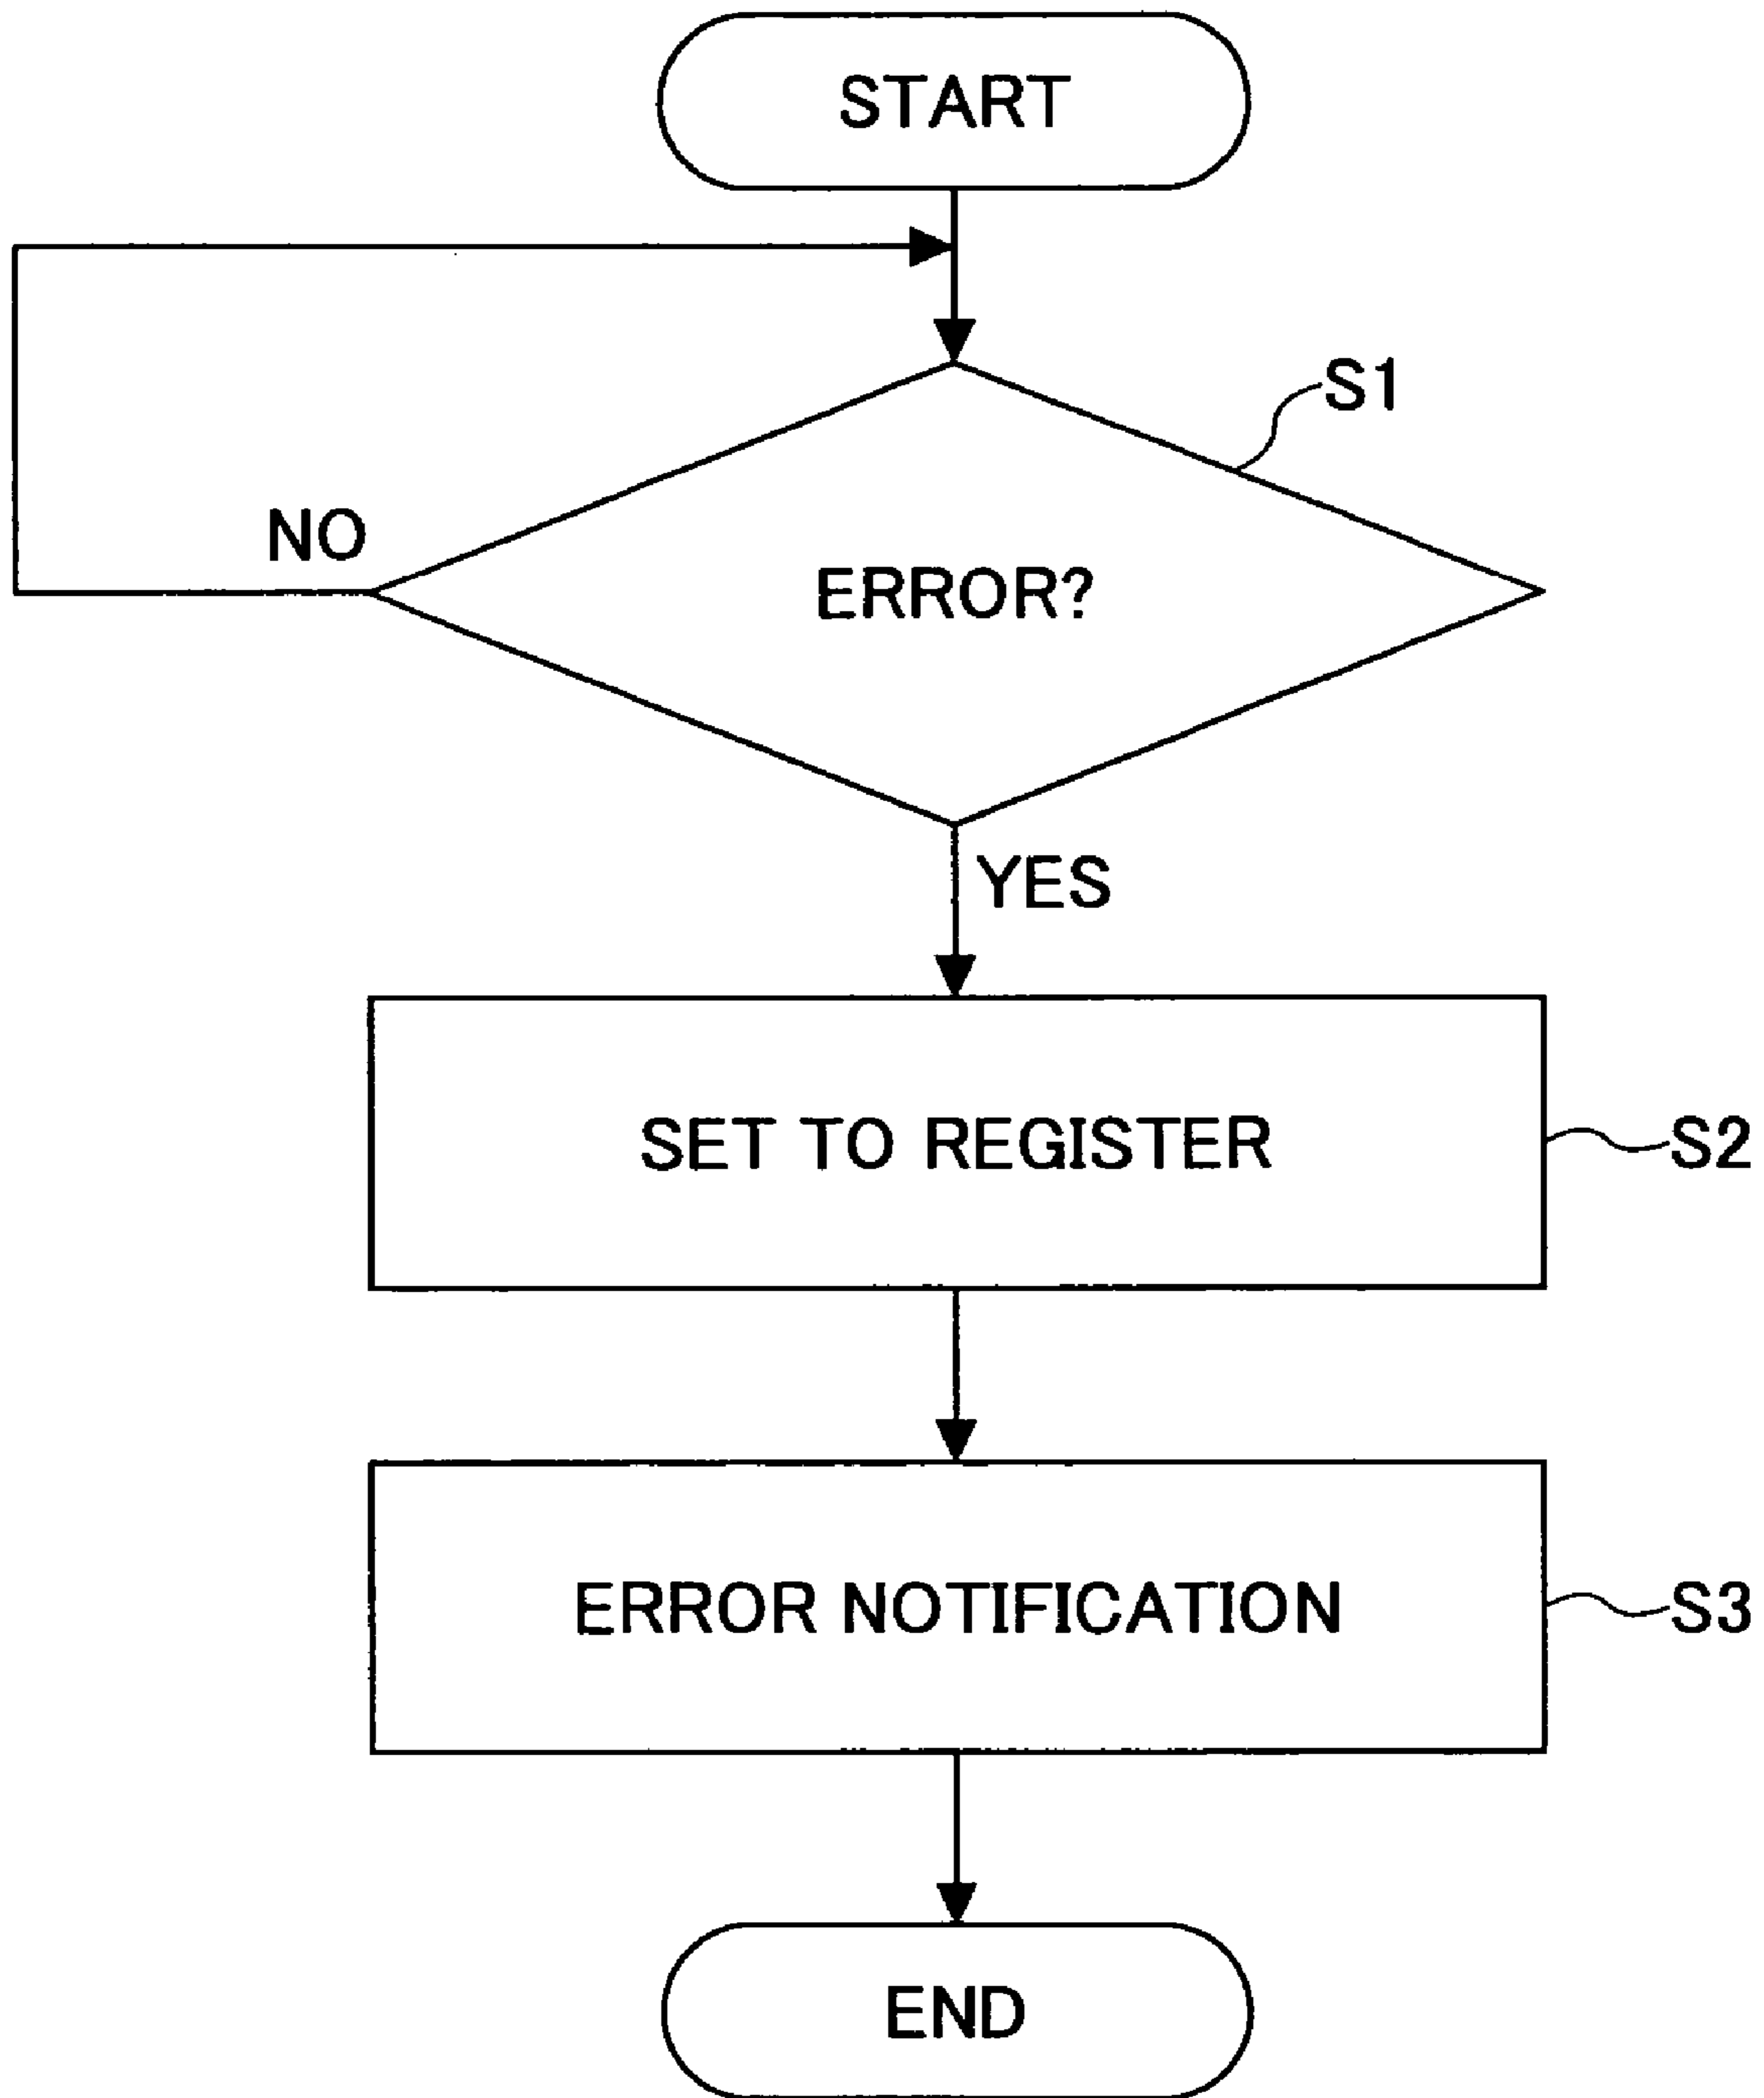 START
S1
NO
ERROR?
YES
SET TO REGISTER
S2
ERROR NOTIFICATION
S3
END